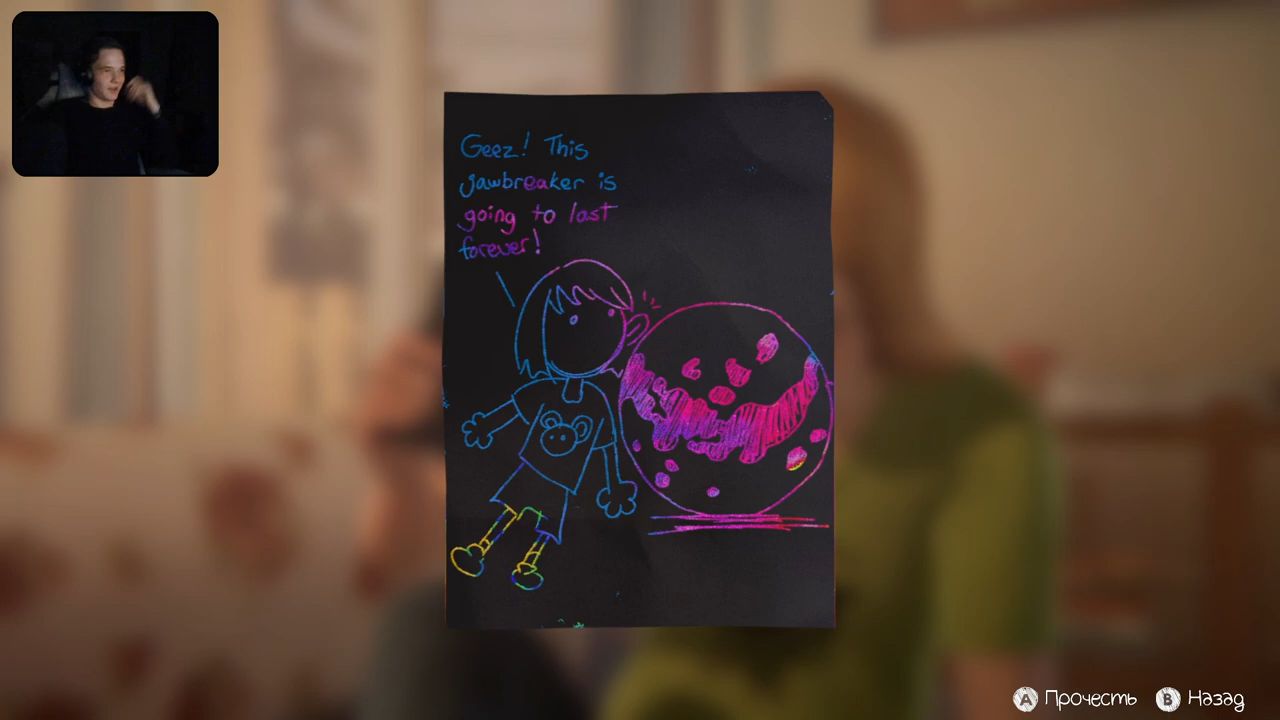 Geez! This
jawbreaker is
going to last
forever!
A Прочесть B Назад